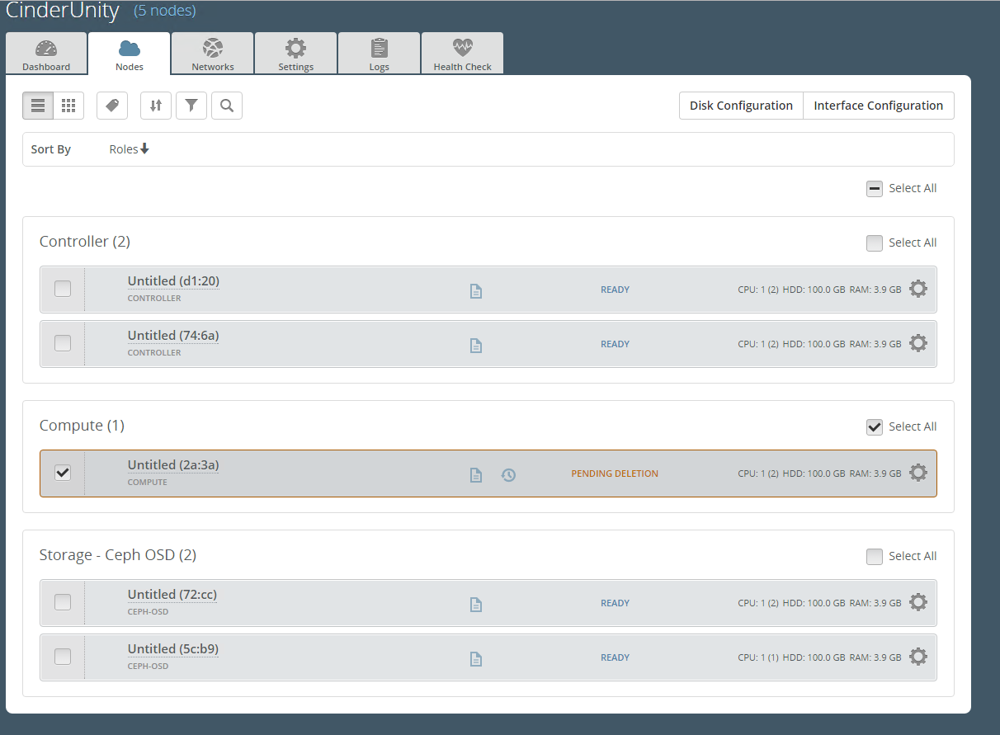 CinderUnity (5 nodes)
Dashboard Nodes Networks Settings Logs Health Check
Disk Configuration Interface Configuration
Sort By Roles
Select All
Controller (2) Select All
Untitled (d1:20)
CONTROLLER
READY
CPU: 1 (2) HDD: 100.0 GB RAM: 3.9 GB
Untitled (74:6a)
CONTROLLER
READY
CPU: 1 (2) HDD: 100.0 GB RAM: 3.9 GB
Compute (1) Select All
Untitled (2a:3a)
COMPUTE
PENDING DELETION
CPU: 1 (2) HDD: 100.0 GB RAM: 3.9 GB
Storage - Ceph OSD (2) Select All
Untitled (72:cc)
CEPH-OSD
READY
CPU: 1 (2) HDD: 100.0 GB RAM: 3.9 GB
Untitled (5c:b9)
CEPH-OSD
READY
CPU: 1 (1) HDD: 100.0 GB RAM: 3.9 GB